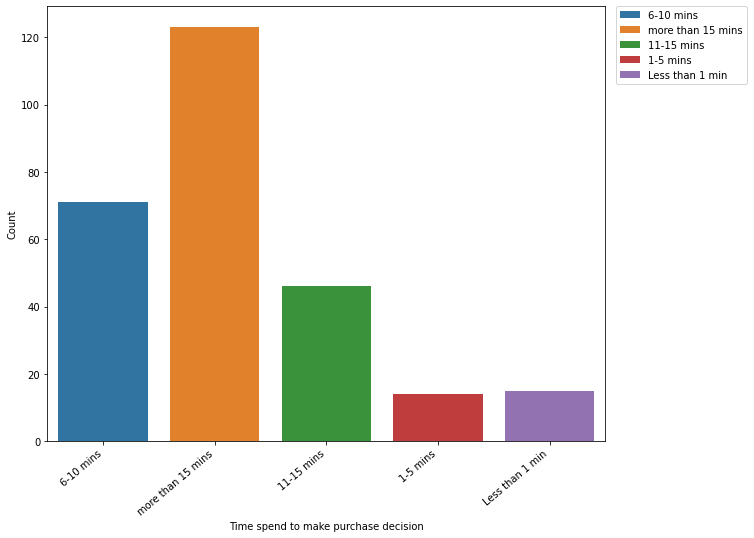 120
100
80
60
40
20
0
Count
6-10 mins
more than 15 mins
11-15 mins
1-5 mins
Less than 1 min
Time spend to make purchase decision
6-10 mins
more than 15 mins
11-15 mins
1-5 mins
Less than 1 min